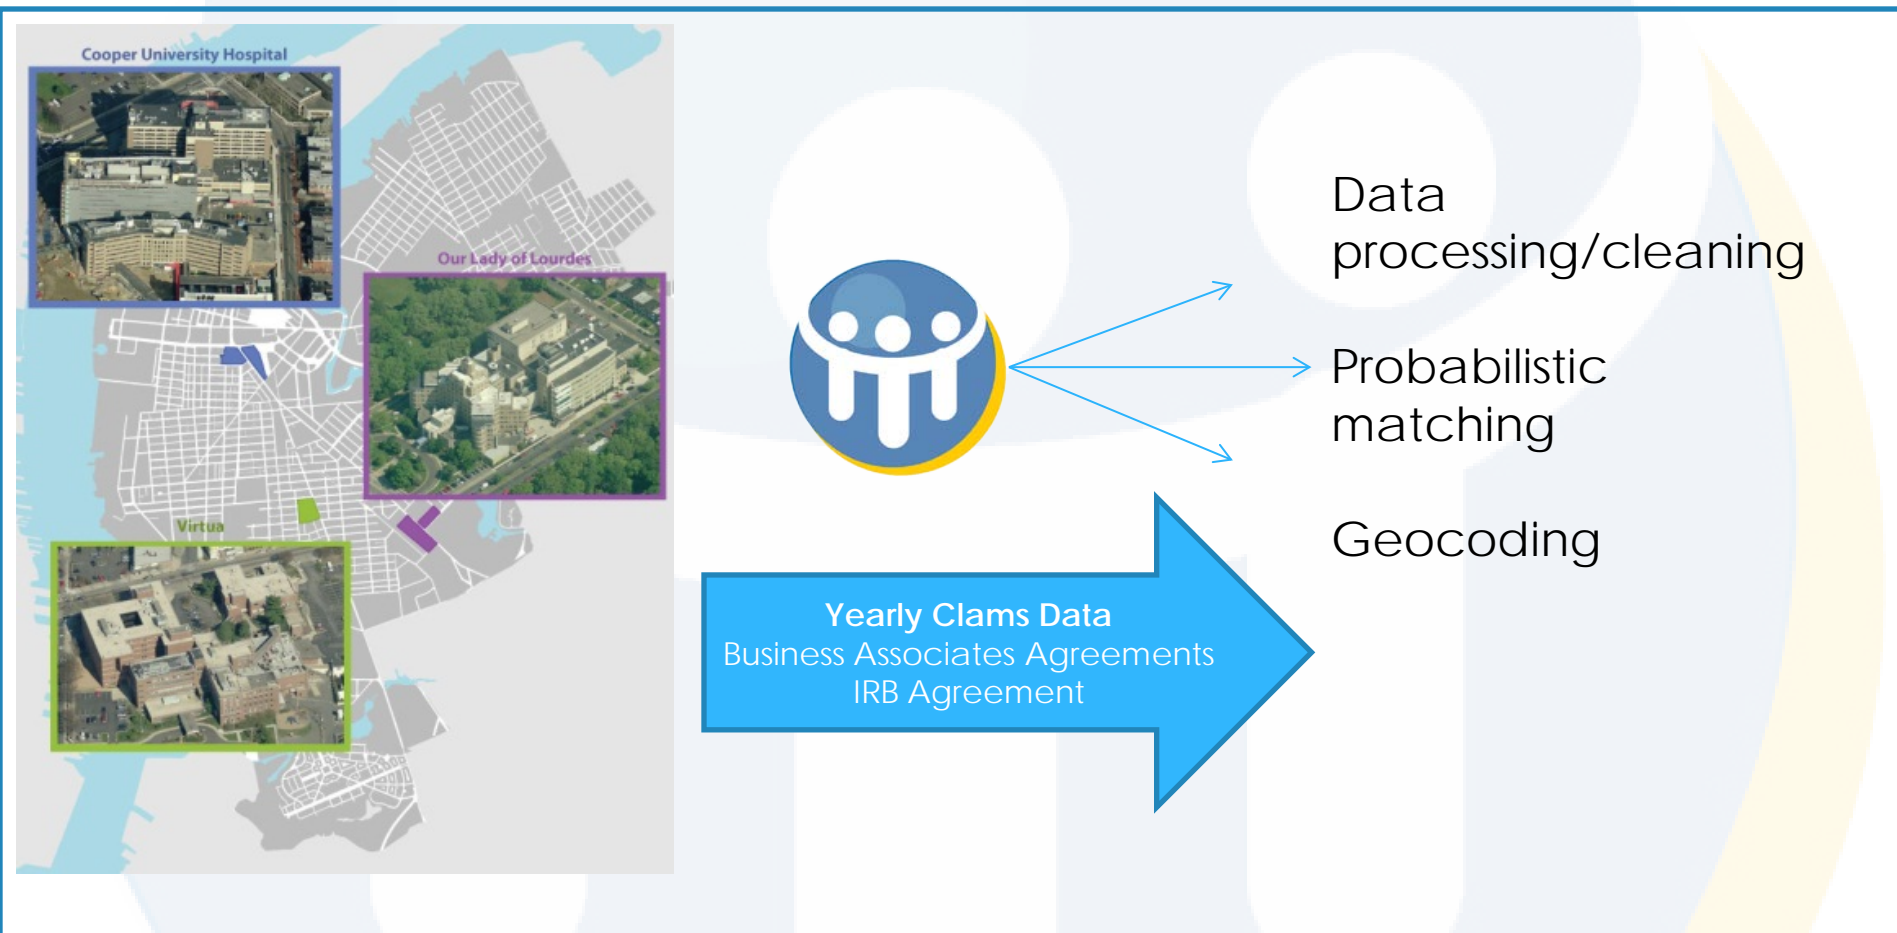 Cooper University Hospital
Our Lady of Lourdes
Virtua
Data
processing/cleaning
Probabilistic
matching
Geocoding
Yearly Clams Data
Business Associates Agreements
IRB Agreement